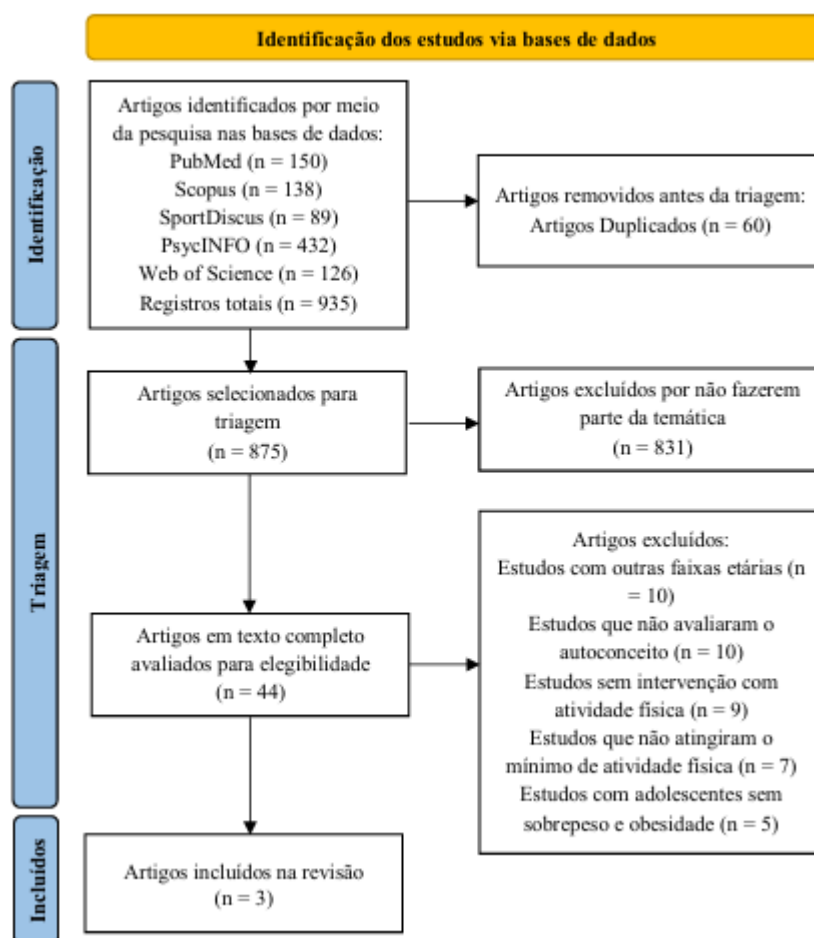 Identificação dos estudos via bases de dados
Identificação
Artigos identificados por meio
da pesquisa nas bases de dados:
PubMed (n = 150)
Scopus (n = 138)
SportDiscus (n = 89)
PsycINFO (n = 432)
Web of Science (n = 126)
Registros totais (n = 935)
Artigos removidos antes da triagem:
Artigos Duplicados (n = 60)
Triagem
Artigos selecionados para
triagem
(n = 875)
Artigos excluídos por não fazerem
parte da temática
(n = 831)
Artigos em texto completo
avaliados para elegibilidade
(n = 44)
Artigos excluídos:
Estudos com outras faixas etárias (n
= 10)
Estudos que não avaliaram o
autoconceito (n = 10)
Estudos sem intervenção com
atividade física (n = 9)
Estudos que não atingiram o
mínimo de atividade física (n = 7)
Estudos com adolescentes sem
sobrepeso e obesidade (n = 5)
Incluídos
Artigos incluídos na revisão
(n = 3)